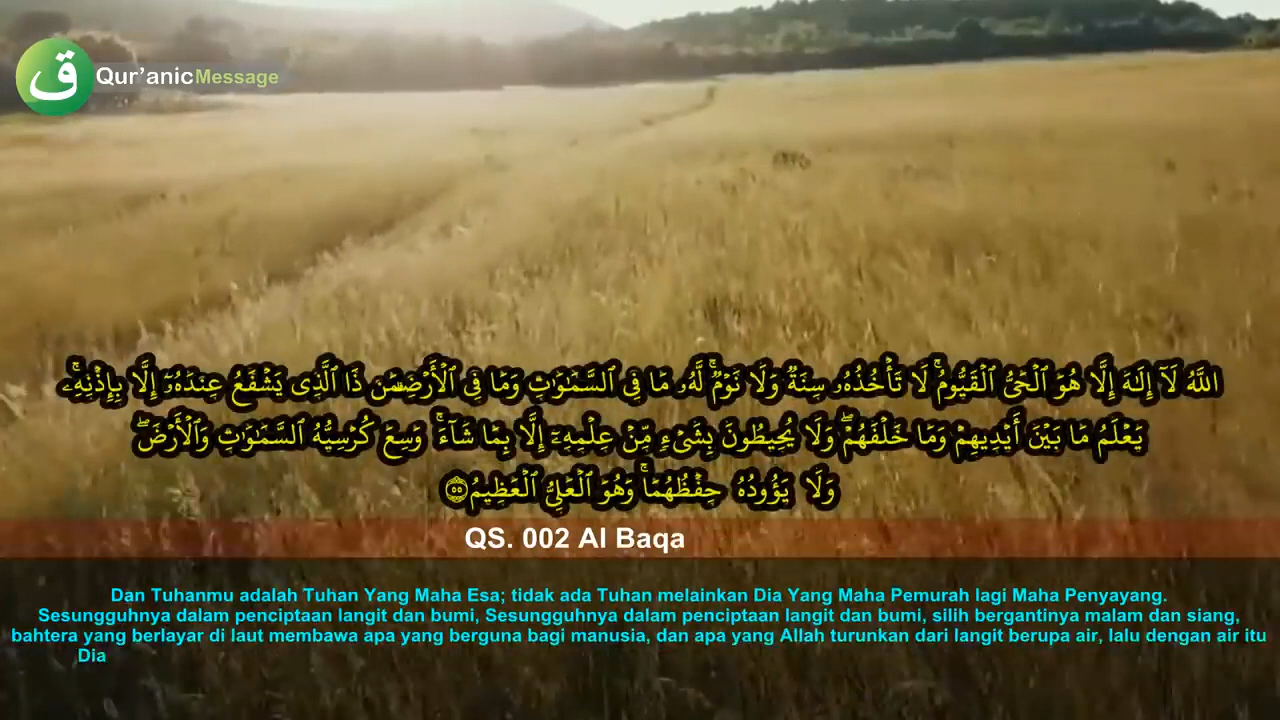 ق
Qur’anicMessage
اللَّهُ لَآ إِلَٰهَ إِلَّا هُوَ ٱلْحَىُّ ٱلْقَيُّومُ ۚ لَا تَأْخُذُهُۥ سِنَةٌ وَلَا نَوْمٌ ۚ لَّهُۥ مَا فِى ٱلسَّمَٰوَٰتِ وَمَا فِى ٱلْأَرْضِ ۗ مَن ذَا ٱلَّذِى يَشْفَعُ عِندَهُۥٓ إِلَّا بِإِذْنِهِۦ ۚ
يَعْلَمُ مَا بَيْنَ أَيْدِيهِمْ وَمَا خَلْفَهُمْ ۖ وَلَا يُحِيطُونَ بِشَىْءٍ مِّنْ عِلْمِهِۦٓ إِلَّا بِمَا شَآءَ ۚ وَسِعَ كُرْسِيُّهُ ٱلسَّمَٰوَٰتِ وَٱلْأَرْضَ ۖ
وَلَا يَـُٔودُهُۥ حِفْظُهُمَا ۚ وَهُوَ ٱلْعَلِىُّ ٱلْعَظِيمُ
QS. 002 Al Baqa
Dan Tuhanmu adalah Tuhan Yang Maha Esa; tidak ada Tuhan melainkan Dia Yang Maha Pemurah lagi Maha Penyayang.
Sesungguhnya dalam penciptaan langit dan bumi, Sesungguhnya dalam penciptaan langit dan bumi, silih bergantinya malam dan siang,
bahtera yang berlayar di laut membawa apa yang berguna bagi manusia, dan apa yang Allah turunkan dari langit berupa air, lalu dengan air itu
Dia